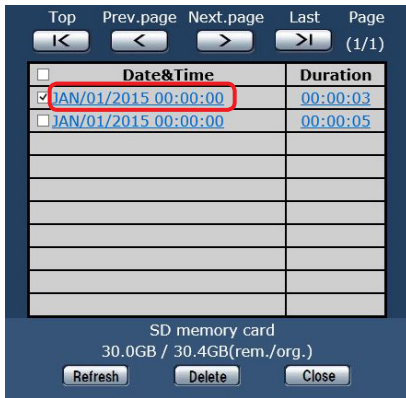 Top Prev.page Next.page Last Page
(1/1)
Date&Time Duration
JAN/01/2015 00:00:00 00:00:03
JAN/01/2015 00:00:00 00:00:05
SD memory card
30.0GB / 30.4GB(rem./org.)
Refresh Delete Close